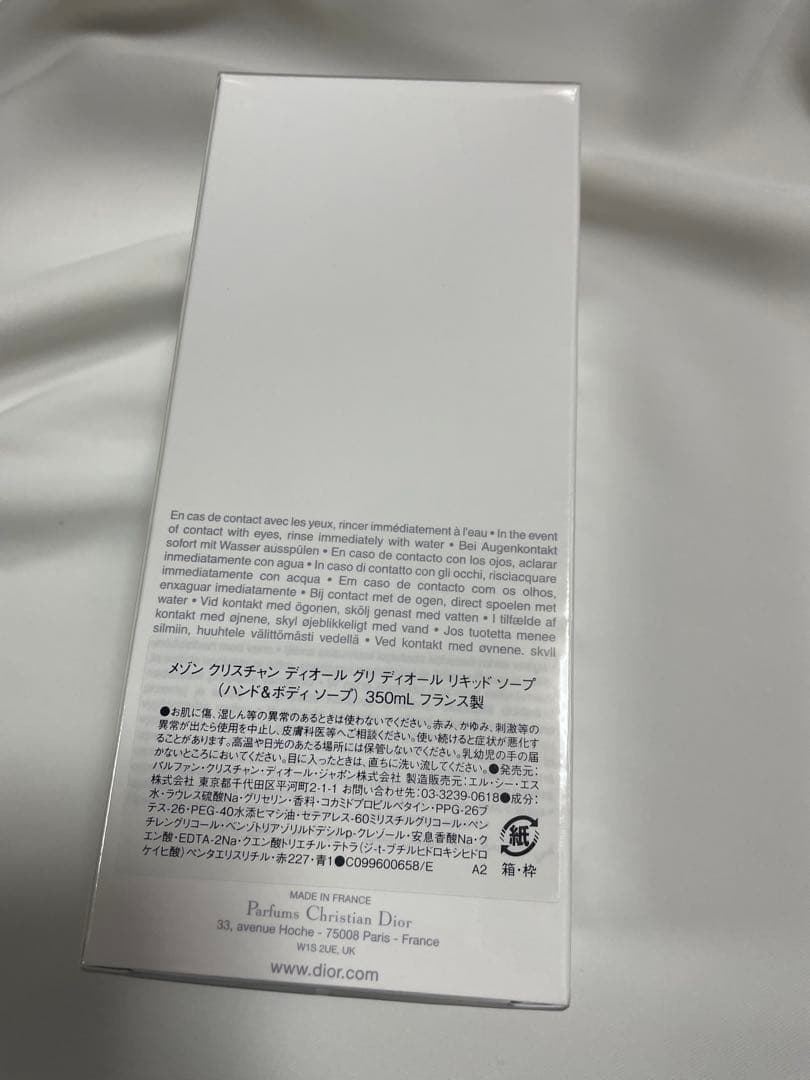 En cas de contact avec les yeux, rincer immédiatement à l'eau • In the event
of contact with eyes, rinse immediately with water • Bei Augenkontakt
sofort mit Wasser ausspülen • En caso de contacto con los ojos, aclarar
inmediatamente con agua • In caso di contatto con gli occhi, risciacquare
immediatamente con acqua • Em caso de contacto com os olhos,
enxaguar imediatamente • Bij contact met de ogen, direct spoelen met
water • Vid kontakt med ögonen, skölj genast med vatten • I tilfælde af
kontakt med øjnene, skyl øjeblikkeligt med vand • Jos tuotetta menee
silmiin, huuhtele välittömästi vedellä • Ved kontakt med øvnene. skvll
メゾン クリスチャン ディオール グリ ディオール リキッド ソープ
(ハンド&ボディ ソープ) 350mL フランス製
●お肌に傷、湿しん等の異常のあるときは使わないでください。赤み、かゆみ、刺激等の
異常が出たら使用を中止し、皮膚科医等へご相談ください。使い続けると症状が悪化す
ることがあります。高温や日光のあたる場所には保管しないでください。乳幼児の手の届
かないところにおいてください。目に入ったときは、直ちに洗い流してください。●発売元:
パルファン・クリスチャン・ディオール・ジャポン株式会社 製造販売元:エル・シー・エス
株式会社 東京都千代田区平河町2-1-1 お問い合わせ先:03-3239-0618●成分:
水・ラウレス硫酸Na・グリセリン・香料・コカミドプロピルベタイン・PPG-26ブ
テス-26・PEG-40水添ヒマシ油・セテアレス-60ミリスチルグリコール・ペン
チレングリコール・ベンゾトリアゾリルドデシルp-クレゾール・安息香酸Na・ク
エン酸・EDTA-2Na・クエン酸トリエチル・テトラ(ジ-t-ブチルヒドロキシヒドロ
ケイヒ酸)ペンタエリスリチル・赤227・青1●C099600658/E A2
紙
箱・枠
MADE IN FRANCE
Parfums Christian Dior
33, avenue Hoche - 75008 Paris - France
W1S 2UE, UK
www.dior.com